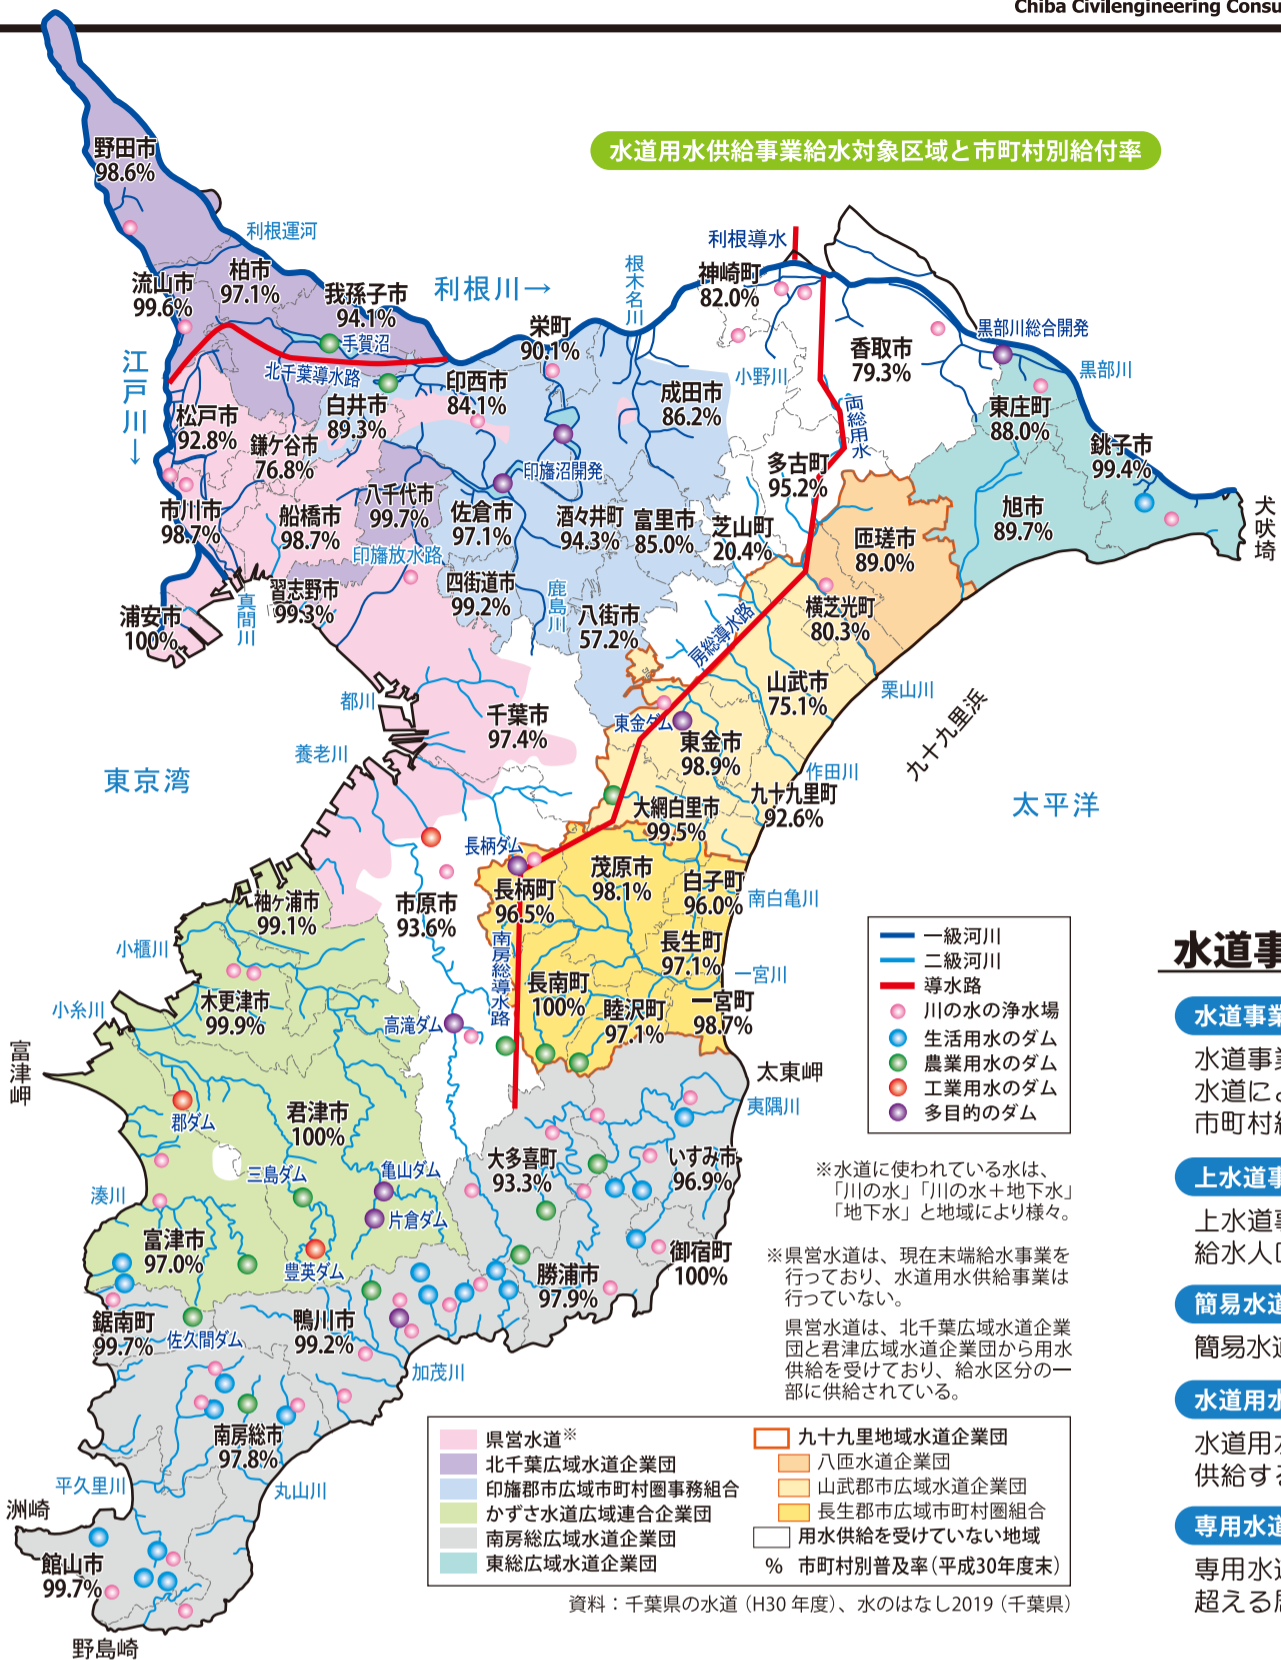 Chiba Civilengineering Consu
水道用水供給事業給水対象区域と市町村別給付率
野田市
98.6%
利根運河
流山市
99.6%
柏市
97.1%
我孫子市
94.1%
利根川→
根木名川
利根導水
神崎町
82.0%
手賀沼
北千葉導水路
江戸川→
栄町
90.1%
印西市
84.1%
小野川
香取市
79.3%
黒部川総合開発
黒部川
松戸市
92.8%
白井市
89.3%
成田市
86.2%
両総用水
東庄町
88.0%
鎌ケ谷市
76.8%
銚子市
99.4%
多古町
95.2%
印旛沼開発
市川市
98.7%
船橋市
98.7%
八千代市
99.7%
佐倉市
97.1%
酒々井町
94.3%
富里市
85.0%
芝山町
20.4%
匝瑳市
89.0%
旭市
89.7%
犬吠埼
印旛放水路
習志野市
99.3%
四街道市
99.2%
鹿島川
真間川
浦安市
100%
八街市
57.2%
横芝光町
80.3%
房総導水路
都川
山武市
75.1%
栗山川
千葉市
97.4%
東金ダム
養老川
東金市
98.9%
作田川
九十九里浜
東京湾
九十九里町
92.6%
太平洋
大網白里市
99.5%
長柄ダム
茂原市
98.1%
白子町
96.0%
南白亀川
長柄町
96.5%
袖ヶ浦市
99.1%
市原市
93.6%
小櫃川
南房総導水路
長生町
97.1%
一宮川
長南町
100%
小糸川
木更津市
99.9%
睦沢町
97.1%
一宮町
98.7%
高滝ダム
富津岬
太東岬
夷隅川
郡ダム
君津市
100%
三島ダム
亀山ダム
大多喜町
93.3%
いすみ市
96.9%
湊川
片倉ダム
富津市
97.0%
豊英ダム
御宿町
100%
勝浦市
97.9%
鋸南町
99.7%
佐久間ダム
鴨川市
99.2%
加茂川
南房総市
97.8%
平久里川
丸山川
洲崎
館山市
99.7%
野島崎
一級河川
二級河川
導水路
川の水の浄水場
生活用水のダム
農業用水のダム
工業用水のダム
多目的のダム
※水道に使われている水は、
「川の水」「川の水＋地下水」
「地下水」と地域により様々。
※県営水道は、現在末端給水事業を
行っており、水道用水供給事業は
行っていない。
県営水道は、北千葉広域水道企業
団と君津広域水道企業団から用水
供給を受けており、給水区分の一
部に供給されている。
県営水道※
北千葉広域水道企業団
印旛郡市広域市町村圏事務組合
かずさ水道広域連合企業団
南房総広域水道企業団
東総広域水道企業団
九十九里地域水道企業団
八匝水道企業団
山武郡市広域水道企業団
長生郡市広域市町村圏組合
用水供給を受けていない地域
% 市町村別普及率（平成30年度末）
資料：千葉県の水道（H30年度）、水のはなし2019（千葉県）
水道事
水道事業
水道事業
水道によ
市町村経
上水道事
上水道事
給水人口
簡易水道
簡易水道
水道用水
水道用水
供給する
専用水道
専用水道
超える居